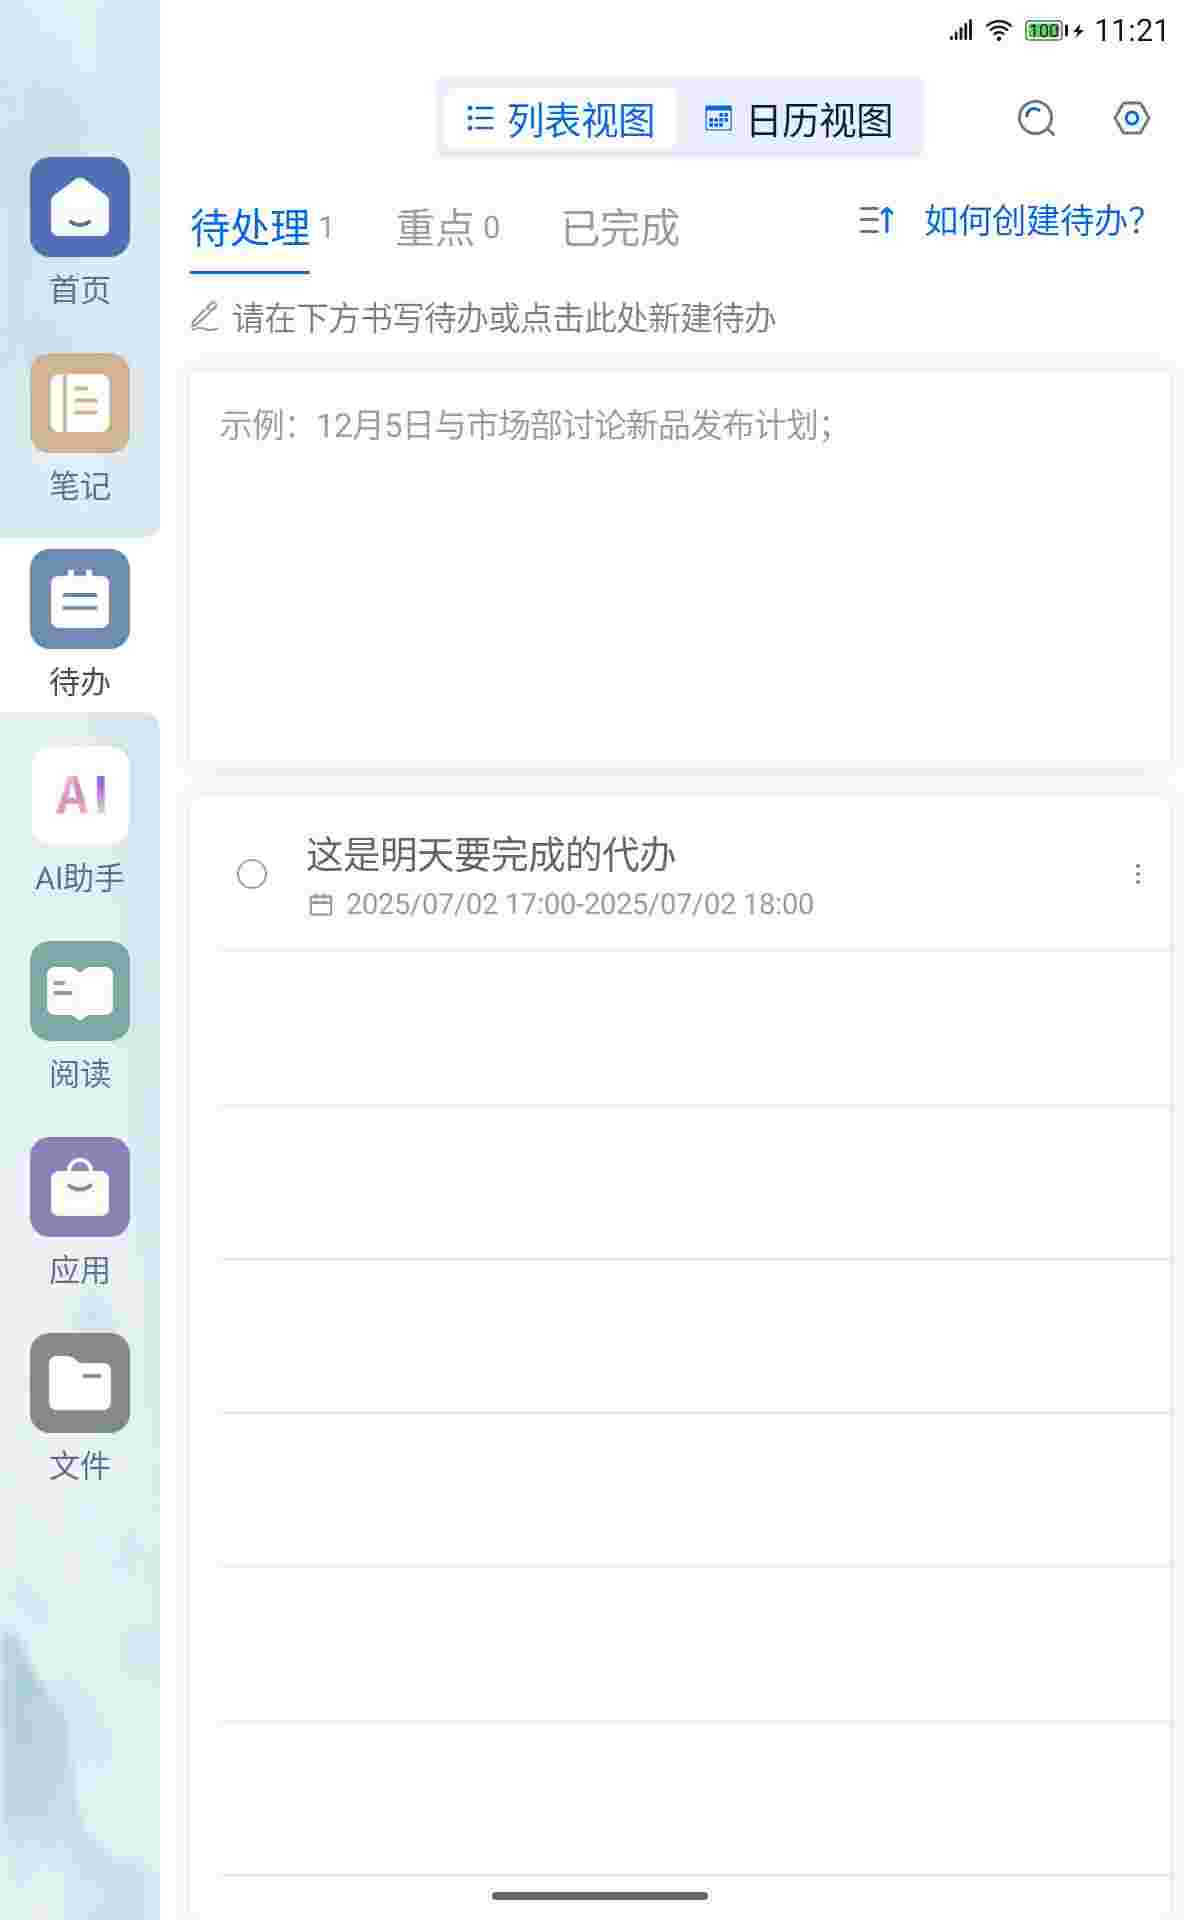 100 11:21
列表视图 日历视图
待处理 1 重点 0 已完成 如何创建待办？
请在下方书写待办或点击此处新建待办
示例：12月5日与市场部讨论新品发布计划；
这是明天要完成的代办
2025/07/02 17:00-2025/07/02 18:00
首页
笔记
待办
AI
AI助手
阅读
应用
文件